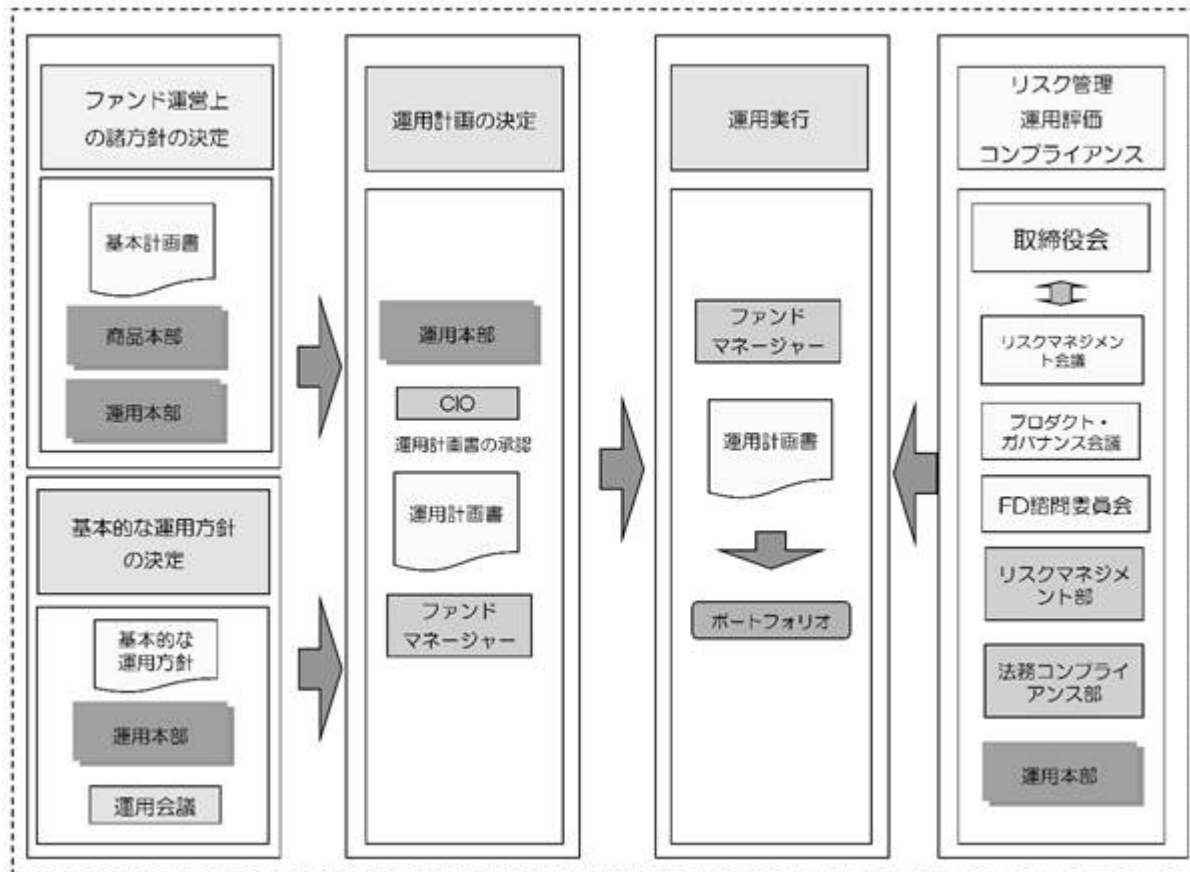 ファンド運営上
の諸方針の決定
基本計画書
商品本部
運用本部
基本的な運用方針
の決定
基本的な
運用方針
運用本部
運用会議
運用計画の決定
運用本部
CIO
運用計画書の承認
運用計画書
ファンド
マネージャー
運用実行
ファンド
マネージャー
運用計画書
ポートフォリオ
リスク管理
運用評価
コンプライアンス
取締役会
リスクマネジメン
ト会議
プロダクト・
ガバナンス会議
FD諮問委員会
リスクマネジメ
ント部
法務コンプライ
アンス部
運用本部